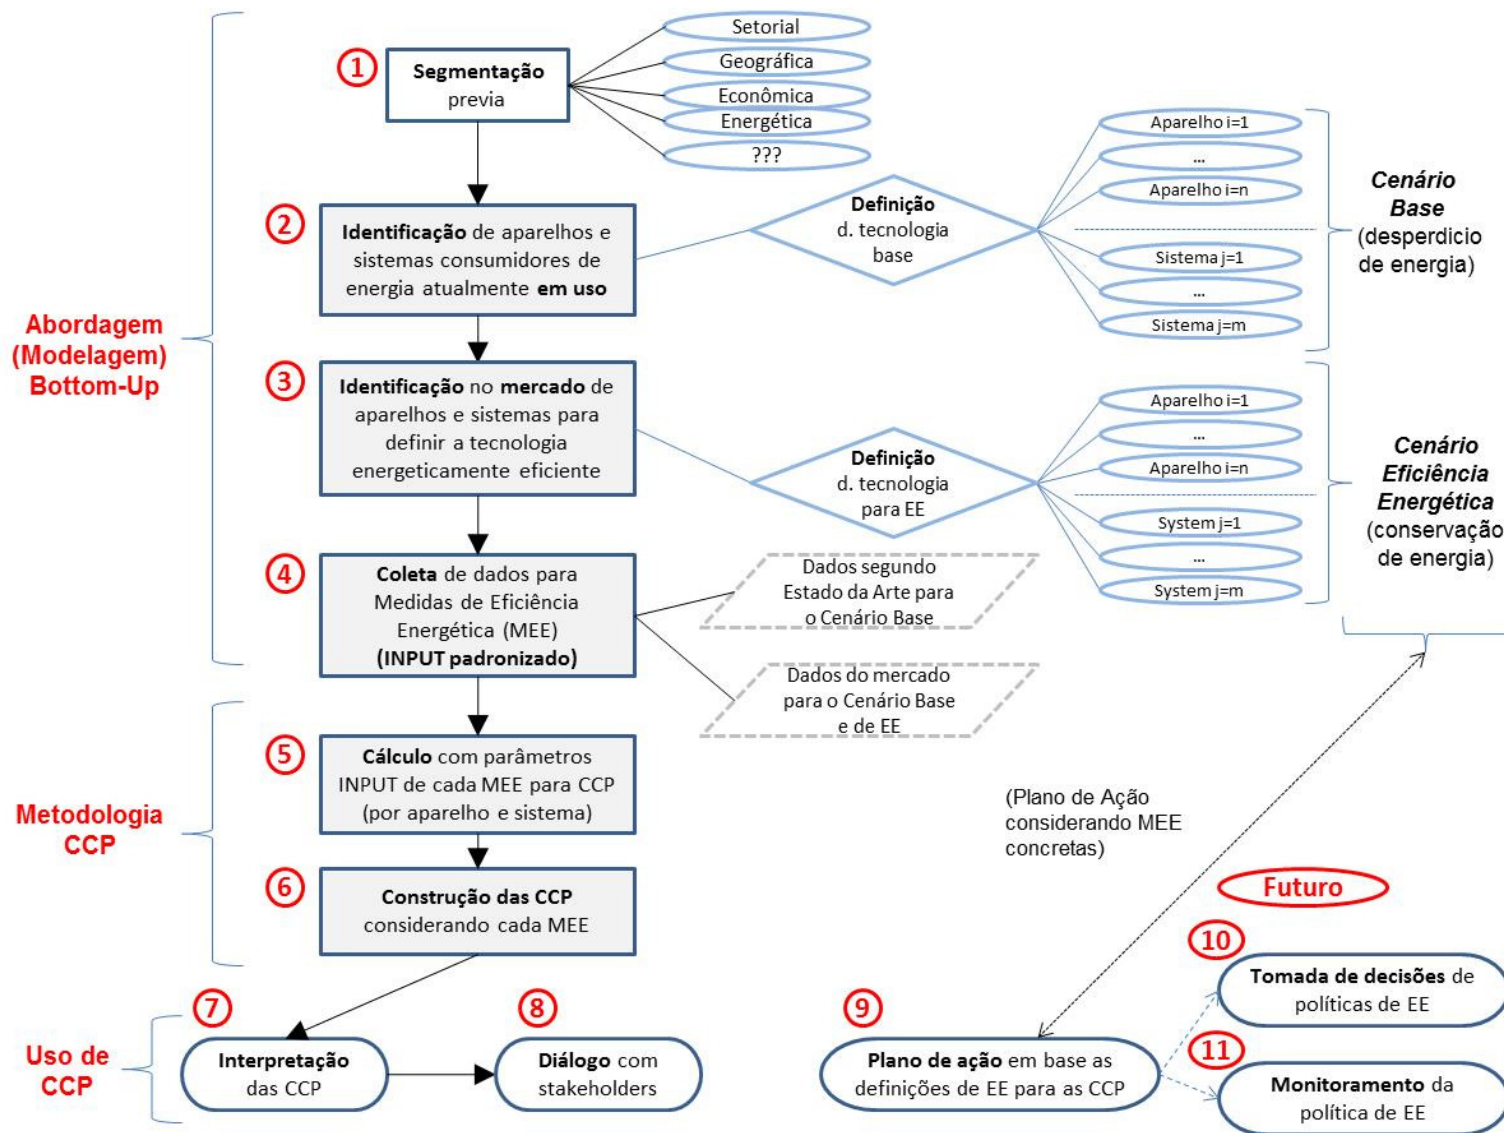 Abordagem
(Modelagem)
Bottom-Up
1
Segmentação
previa
Setorial
Geográfica
Econômica
Energética
???
2
Identificação de aparelhos e
sistemas consumidores de
energia atualmente em uso
Definição
d. tecnologia
base
Aparelho i=1
...
Aparelho i=n
Sistema j=1
...
Sistema j=m
Cenário
Base
(desperdicio
de energia)
3
Identificação no mercado de
aparelhos e sistemas para
definir a tecnologia
energeticamente eficiente
Definição
d. tecnologia
para EE
Aparelho i=1
...
Aparelho i=n
System j=1
...
System j=m
Cenário
Eficiência
Energética
(conservação
de energia)
4
Coleta de dados para
Medidas de Eficiência
Energética (MEE)
(INPUT padronizado)
Dados segundo
Estado da Arte para
o Cenário Base
Dados do mercado
para o Cenário Base
e de EE
Metodologia
CCP
5
Cálculo com parâmetros
INPUT de cada MEE para CCP
(por aparelho e sistema)
6
Construção das CCP
considerando cada MEE
(Plano de Ação
considerando MEE
concretas)
Futuro
Uso de
CCP
7
Interpretação
das CCP
8
Diálogo com
stakeholders
9
Plano de ação em base as
definições de EE para as CCP
10
Tomada de decisões de
políticas de EE
11
Monitoramento da
política de EE